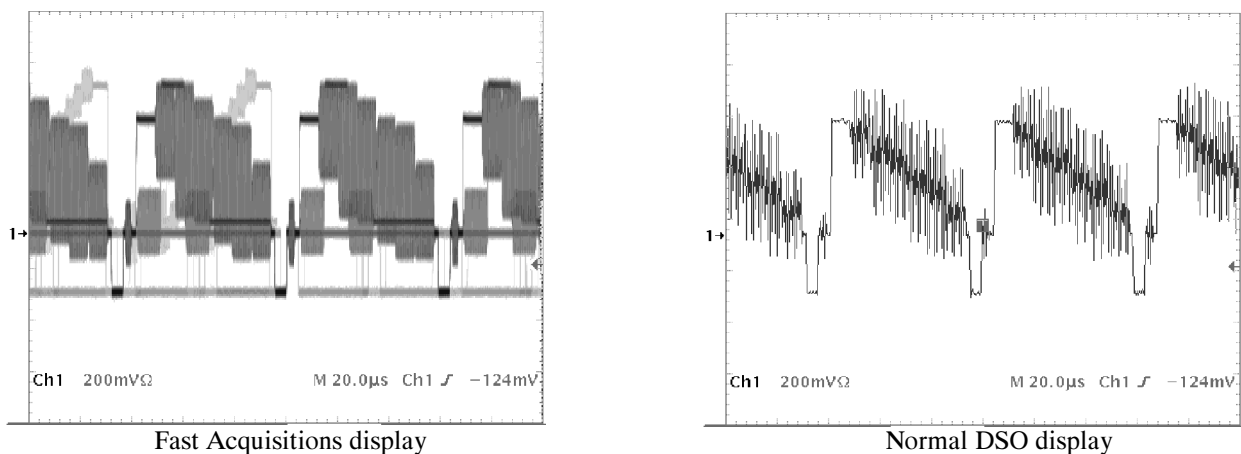 1
Ch1 200mVΩ M 20.0µs Ch1 -124mV
Fast Acquisitions display
1
Ch1 200mVΩ M 20.0µs Ch1 -124mV
Normal DSO display